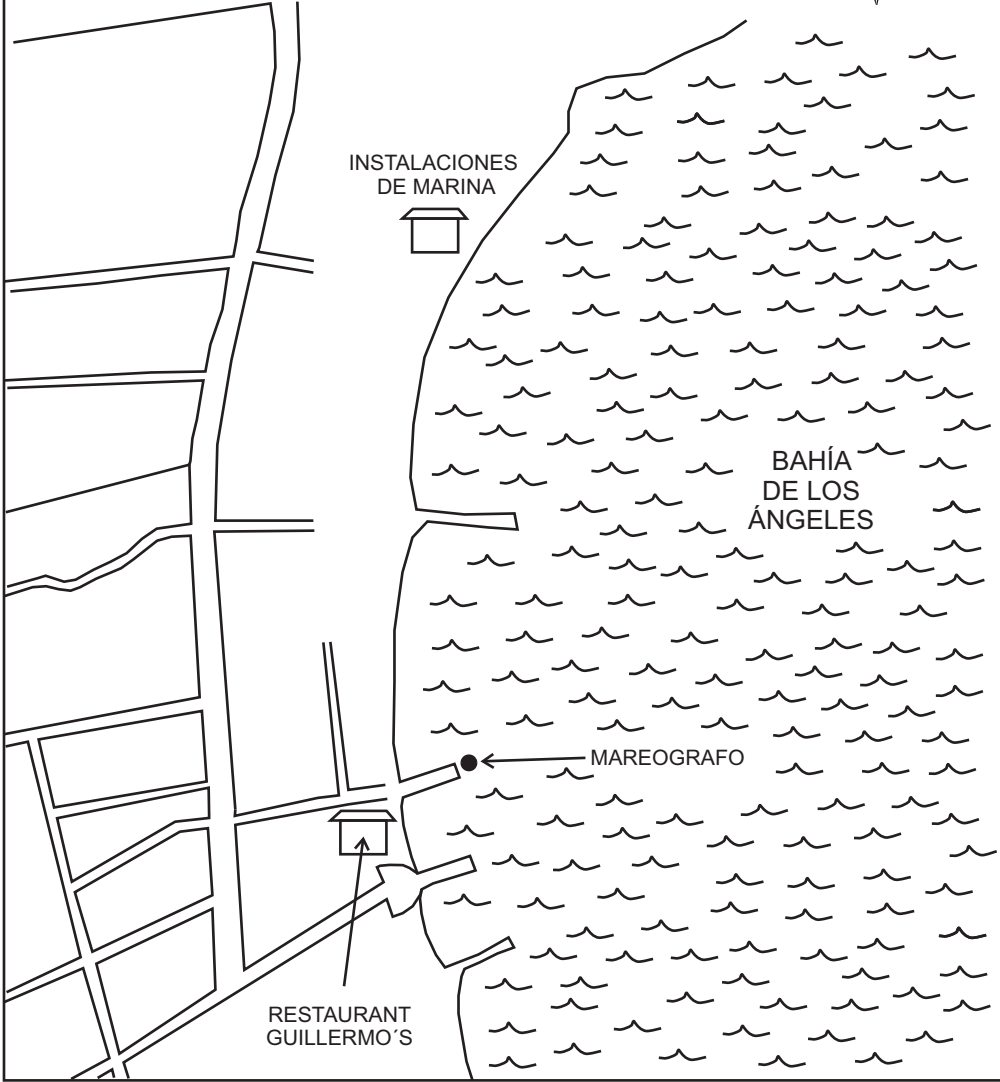 INSTALACIONES
DE MARINA
BAHÍA
DE LOS
ÁNGELES
MAREOGRAFO
RESTAURANT
GUILLERMO´S